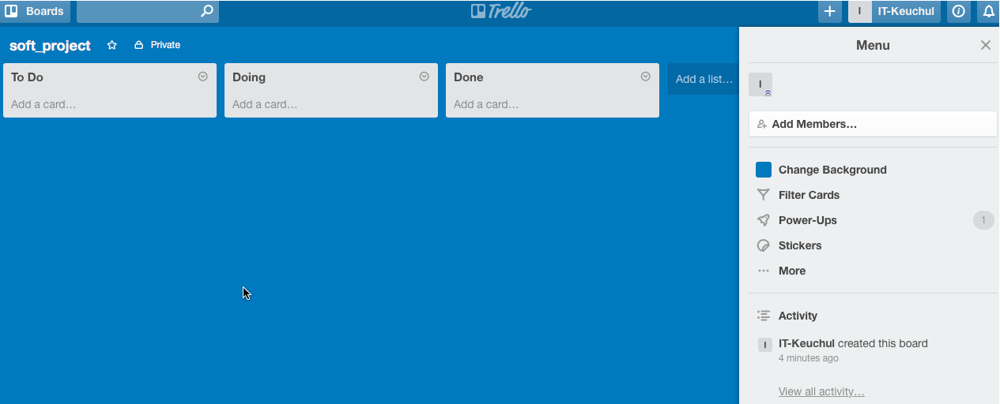 Boards
Trello
I IT-Keuchul
soft_project
Private
To Do
Add a card…
Doing
Add a card…
Done
Add a card…
Add a list…
Menu
I
Add Members…
Change Background
Filter Cards
Power-Ups 1
Stickers
More
Activity
I IT-Keuchul created this board
4 minutes ago
View all activity…